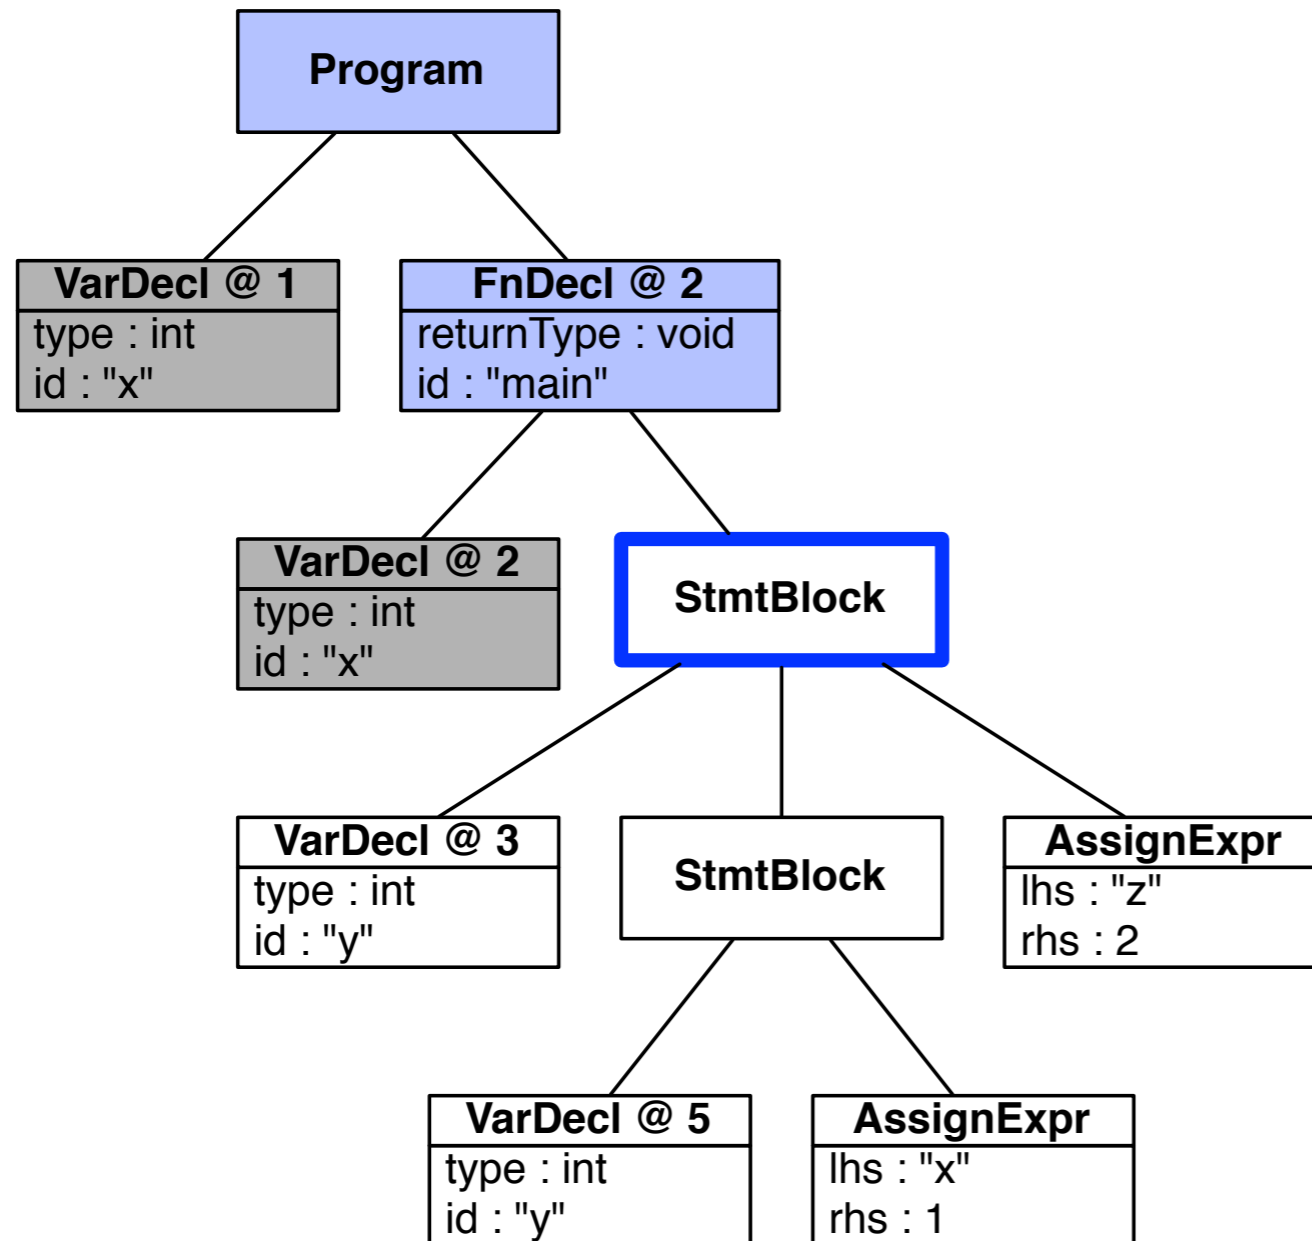 Program
VarDecl @ 1
type : int
id : "x"
FnDecl @ 2
returnType : void
id : "main"
VarDecl @ 2
type : int
id : "x"
StmtBlock
VarDecl @ 3
type : int
id : "y"
StmtBlock
AssignExpr
lhs : "z"
rhs : 2
VarDecl @ 5
type : int
id : "y"
AssignExpr
lhs : "x"
rhs : 1